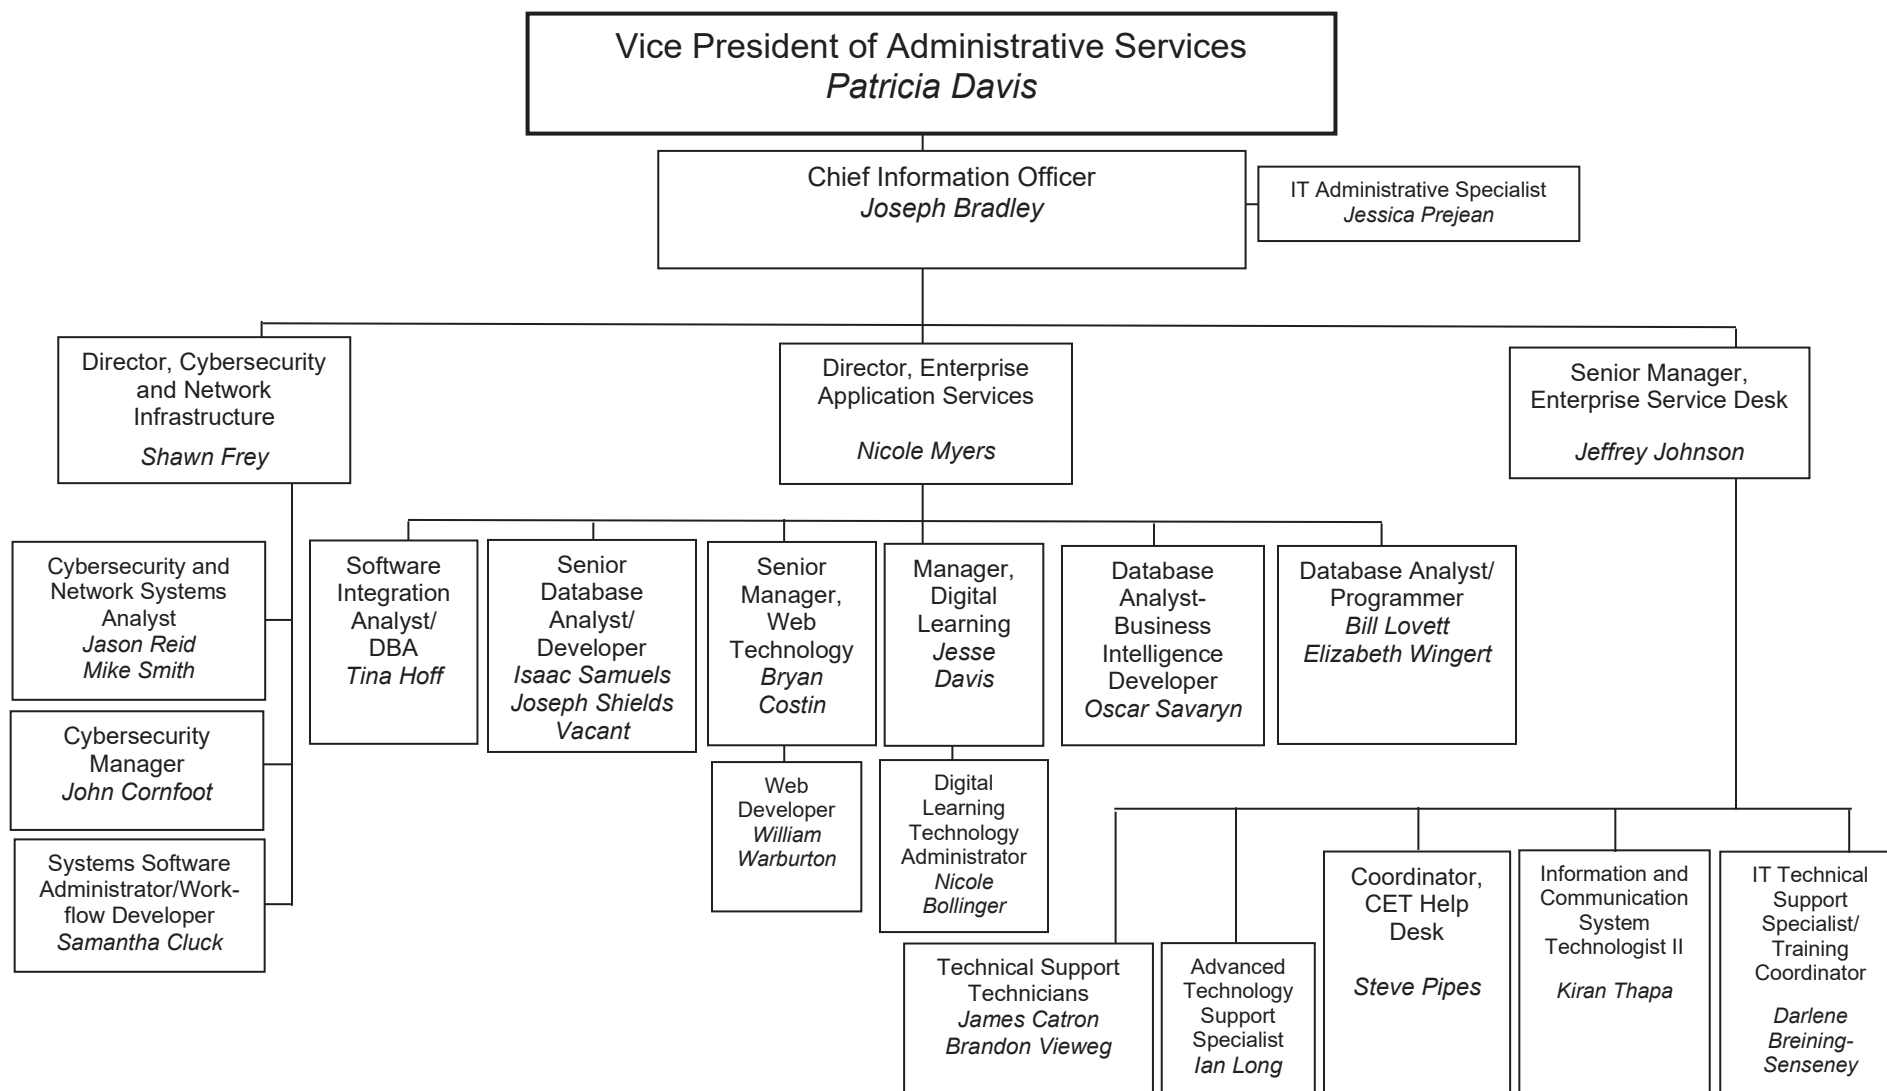 Vice President of Administrative Services
Patricia Davis
Chief Information Officer
Joseph Bradley
IT Administrative Specialist
Jessica Prejean
Director, Cybersecurity
and Network
Infrastructure
Shawn Frey
Director, Enterprise
Application Services
Nicole Myers
Senior Manager,
Enterprise Service Desk
Jeffrey Johnson
Cybersecurity and
Network Systems
Analyst
Jason Reid
Mike Smith
Cybersecurity
Manager
John Cornfoot
Systems Software
Administrator/Work-
flow Developer
Samantha Cluck
Software
Integration
Analyst/
DBA
Tina Hoff
Senior
Database
Analyst/
Developer
Isaac Samuels
Joseph Shields
Vacant
Senior
Manager,
Web
Technology
Bryan
Costin
Manager,
Digital
Learning
Jesse
Davis
Database
Analyst-
Business
Intelligence
Developer
Oscar Savaryn
Database Analyst/
Programmer
Bill Lovett
Elizabeth Wingert
Web
Developer
William
Warburton
Digital
Learning
Technology
Administrator
Nicole
Bollinger
Technical Support
Technicians
James Catron
Brandon Vieweg
Advanced
Technology
Support
Specialist
Ian Long
Coordinator,
CET Help
Desk
Steve Pipes
Information and
Communication
System
Technologist II
Kiran Thapa
IT Technical
Support
Specialist/
Training
Coordinator
Darlene
Breining-
Senseney